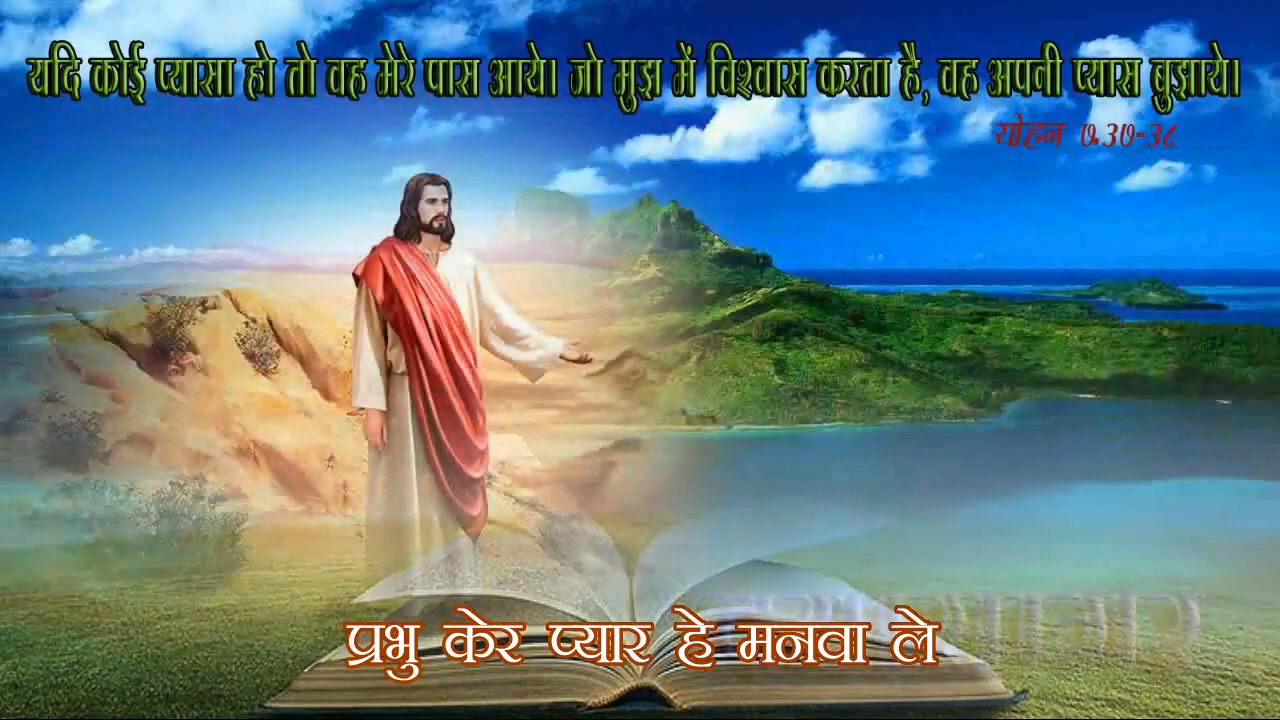 यदि कोई प्यासा हो तो वह मेरे पास आये। जो मुझ में विश्वास करता है, वह अपनी प्यास बुझाये।
योहन ७.३७-३८
प्रभु केर प्यार हे मनवा ले